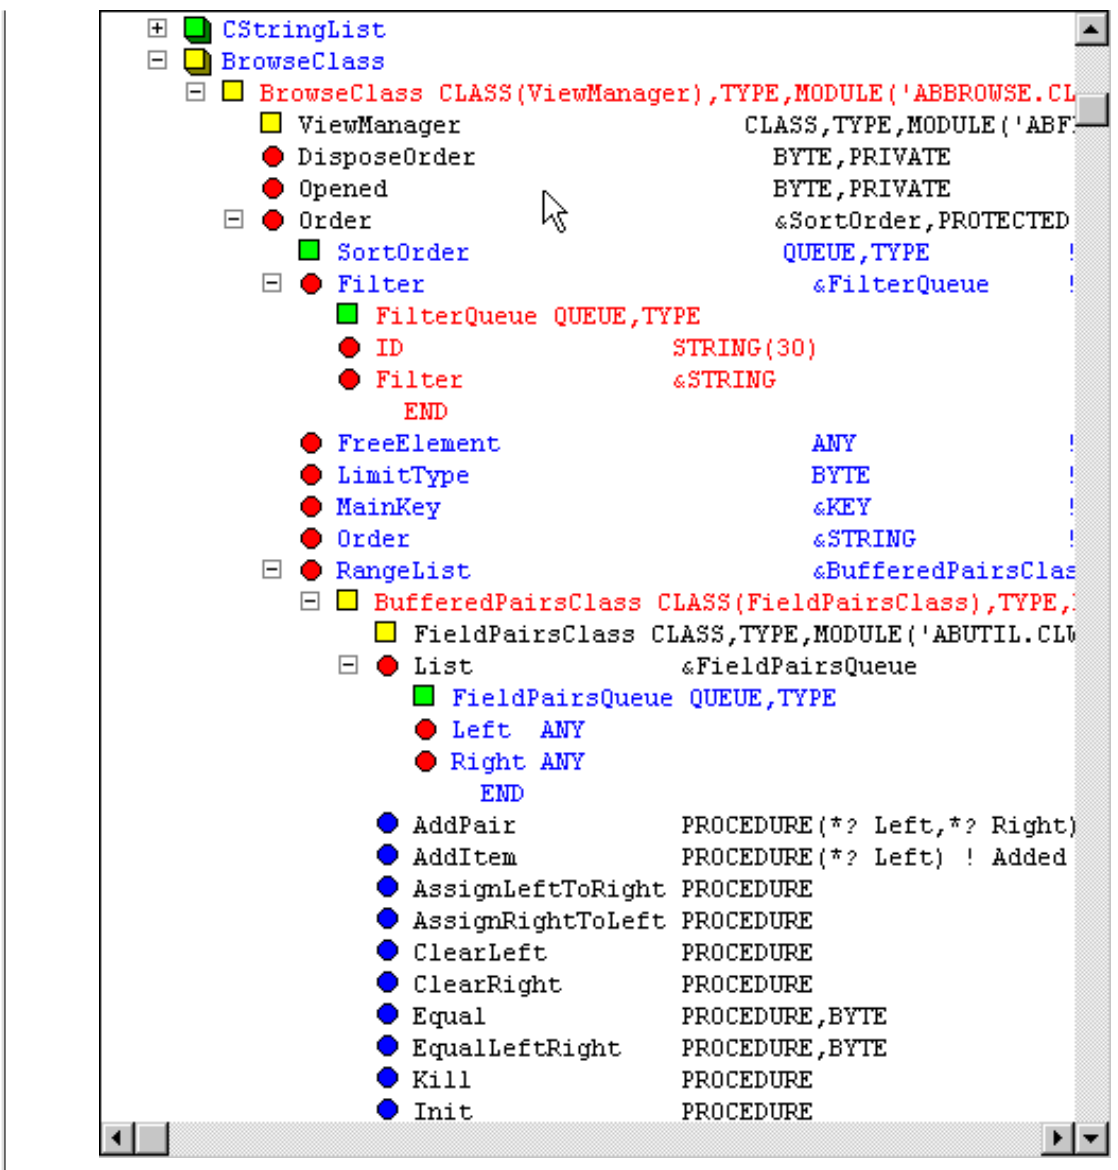 CStringList
BrowseClass
BrowseClass CLASS(ViewManager),TYPE,MODULE('ABBROWSE.CL
ViewManager CLASS,TYPE,MODULE('ABF
DisposeOrder BYTE,PRIVATE
Opened BYTE,PRIVATE
Order &SortOrder,PROTECTED
SortOrder QUEUE,TYPE !
Filter &FilterQueue !
FilterQueue QUEUE,TYPE
ID STRING(30)
Filter &STRING
END
FreeElement ANY !
LimitType BYTE !
MainKey &KEY !
Order &STRING !
RangeList &BufferedPairsClas
BufferedPairsClass CLASS(FieldPairsClass),TYPE,
FieldPairsClass CLASS,TYPE,MODULE('ABUTIL.CLW
List &FieldPairsQueue
FieldPairsQueue QUEUE,TYPE
Left ANY
Right ANY
END
AddPair PROCEDURE(*? Left,*? Right)
AddItem PROCEDURE(*? Left) ! Added
AssignLeftToRight PROCEDURE
AssignRightToLeft PROCEDURE
ClearLeft PROCEDURE
ClearRight PROCEDURE
Equal PROCEDURE,BYTE
EqualLeftRight PROCEDURE,BYTE
Kill PROCEDURE
Init PROCEDURE